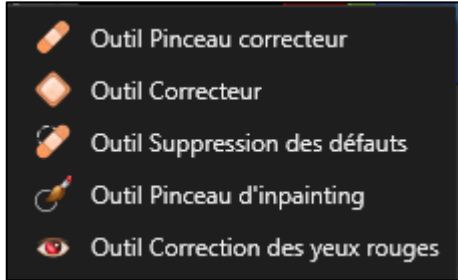 Outil Pinceau correcteur
Outil Correcteur
Outil Suppression des défauts
Outil Pinceau d'inpainting
Outil Correction des yeux rouges